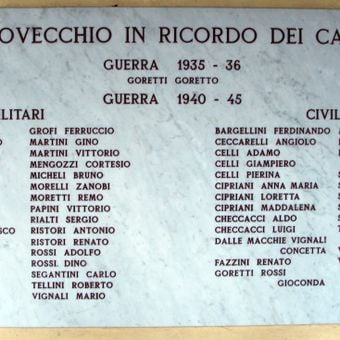 OVECCHIO IN RICORDO DEI CA
GUERRA 1935 - 36
GORETTI GORETTO
GUERRA 1940 - 45
LITARI
CIVIL
GROFI FERRUCCIO
MARTINI GINO
MARTINI VITTORIO
MENGOZZI CORTESIO
MICHELI BRUNO
MORELLI ZANOBI
MORETTI REMO
PAPINI VITTORIO
RIALTI SERGIO
SCO RISTORI ANTONIO
RISTORI RENATO
ROSSI ADOLFO
ROSSI DINO
SEGANTINI CARLO
TELLINI ROBERTO
VIGNALI MARIO
BARGELLINI FERDINANDO
CECCARELLI ANGIOLO
CELLI ADAMO
CELLI GIAMPIERO
CELLI PIERINA
CIPRIANI ANNA MARIA
CIPRIANI LORETTA
CIPRIANI MADDALENA
CHECCACCI ALDO
CHECCACCI LUIGI
DALLE MACCHIE VIGNALI
CONCETTA
FAZZINI RENATO
GORETTI ROSSI
GIOCONDA